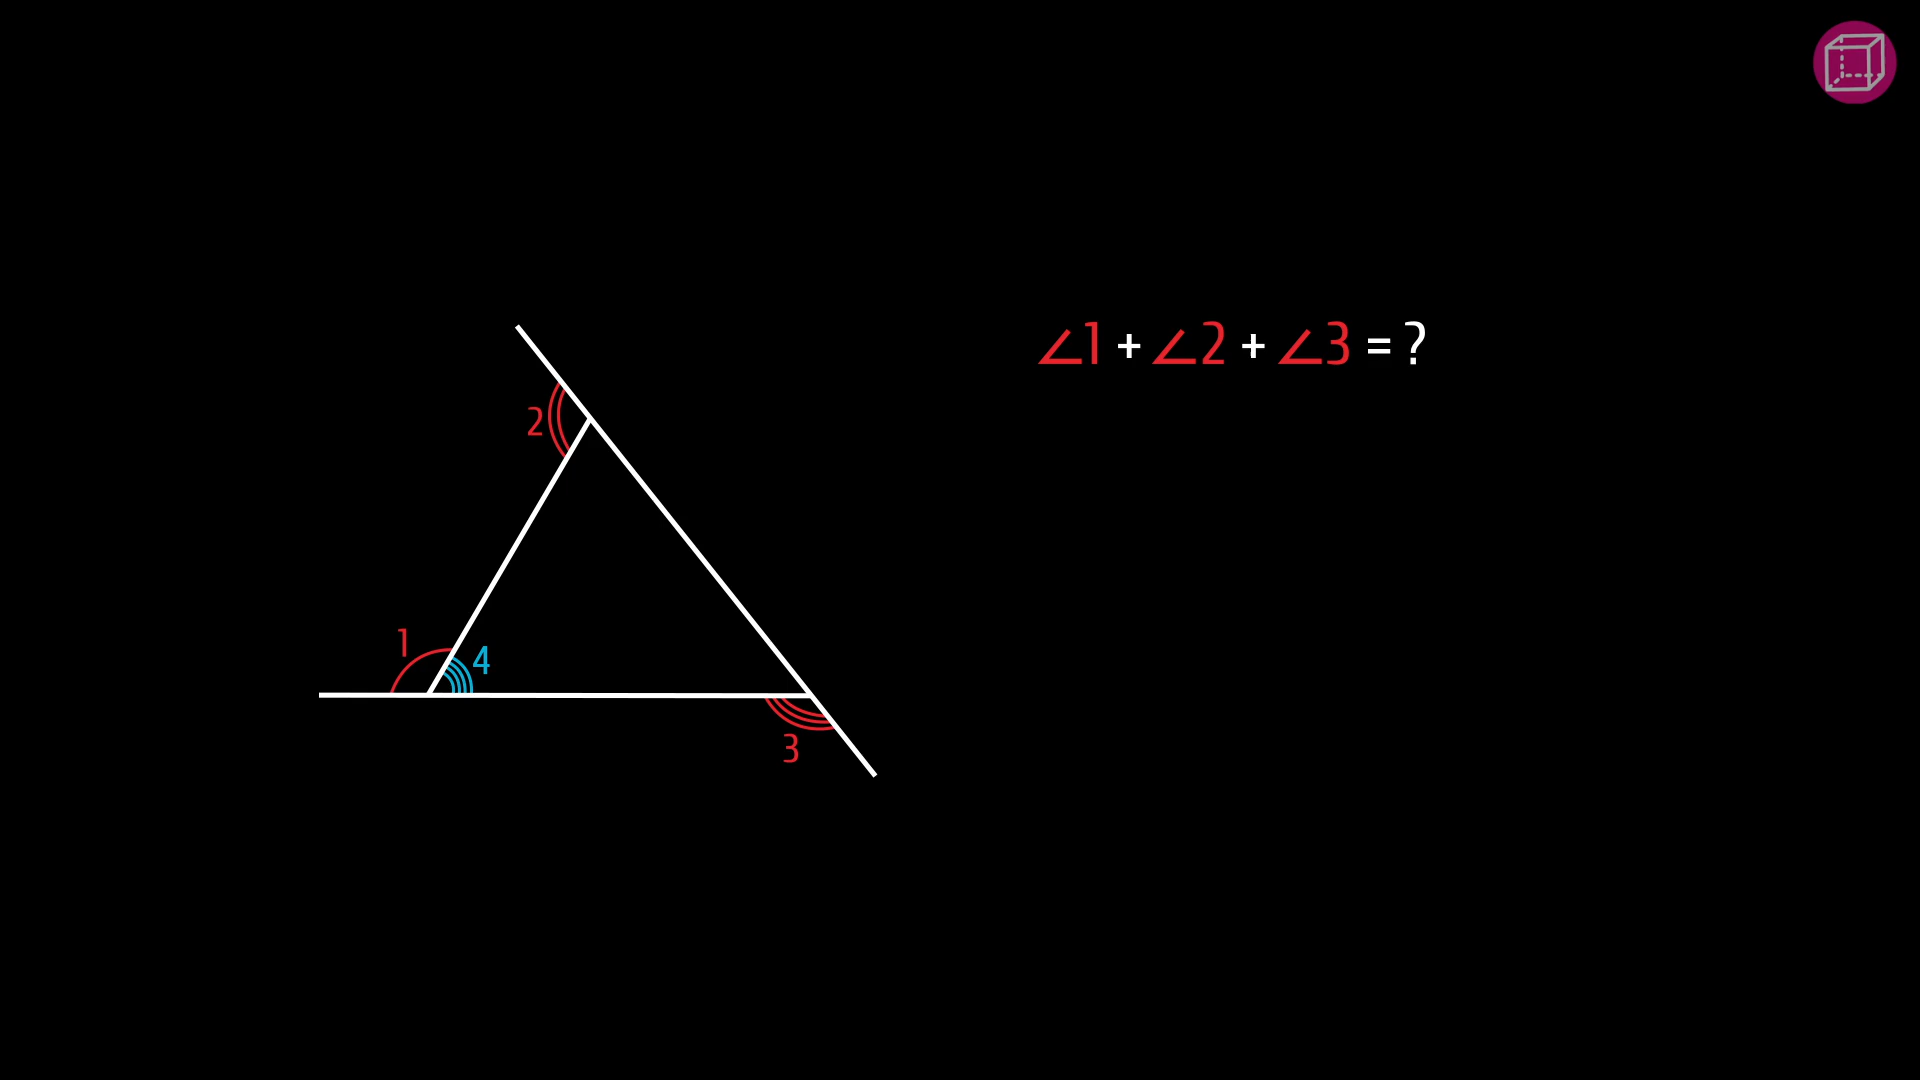 ∠1 + ∠2 + ∠3 = ?
2
1
4
3